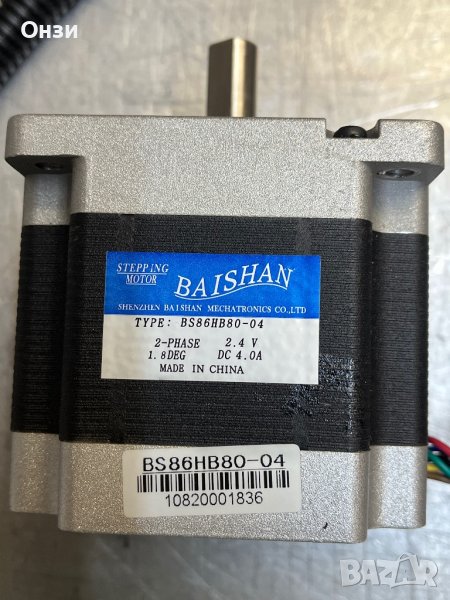 Онзи
STEPPING
MOTOR
BAISHAN
SHENZHEN BAISHAN MECHATRONICS CO.,LTD
TYPE: BS86HB80-04
2-PHASE 2.4 V
1.8DEG DC 4.0A
MADE IN CHINA
BS86HB80-04
10820001836
BAZAR